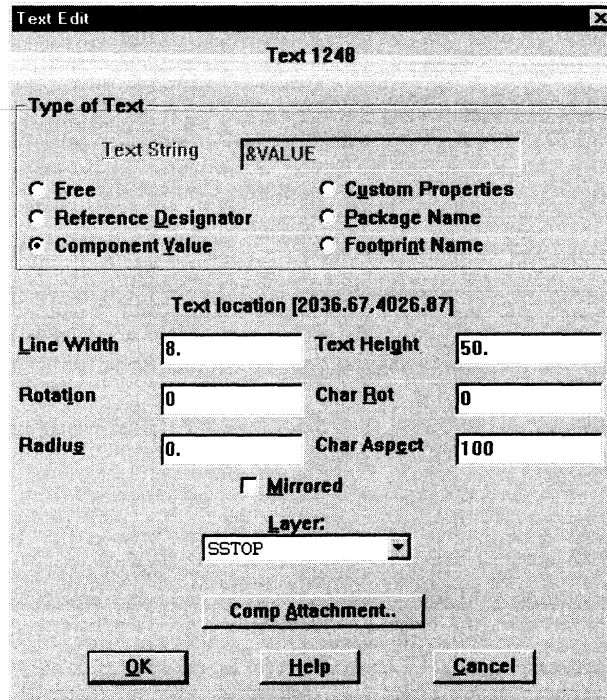 Text Edit
Text 1248
Type of Text
Text String &VALUE
Free Custom Properties
Reference Designator Package Name
Component Value Footprint Name
Text location [2036.67,4026.87]
Line Width 8. Text Height 50.
Rotation 0 Char Rot 0
Radius 0. Char Aspect 100
Mirrored
Layer:
SSTOP
Comp Attachment..
OK Help Cancel